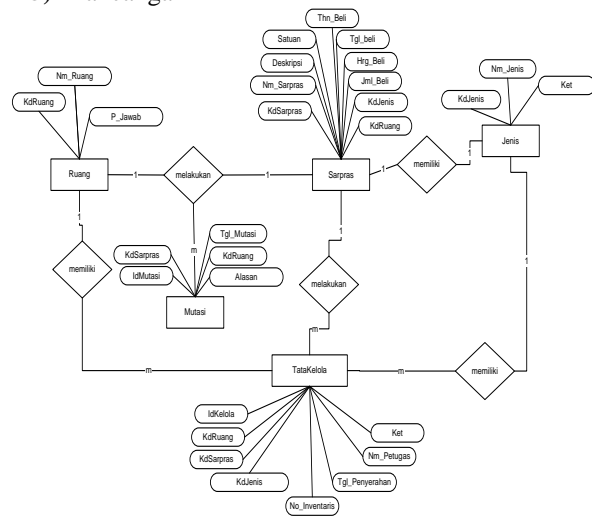 Thn_Beli
Satuan
Tgl_beli
Deskripsi
Hrg_Beli
Nm_Sarpras
Jml_Beli
KdSarpras
KdJenis
KdRuang
Nm_Ruang
KdRuang
P_Jawab
Nm_Jenis
KdJenis
Ket
Ruang
1
melakukan
1
Sarpras
1
memiliki
1
Jenis
1
m
1
1
memiliki
KdSarpras
Tgl_Mutasi
IdMutasi
KdRuang
Alasan
Mutasi
melakukan
m
m
TataKelola
m
memiliki
IdKelola
KdRuang
KdSarpras
KdJenis
No_Inventaris
Tgl_Penyerahan
Nm_Petugas
Ket